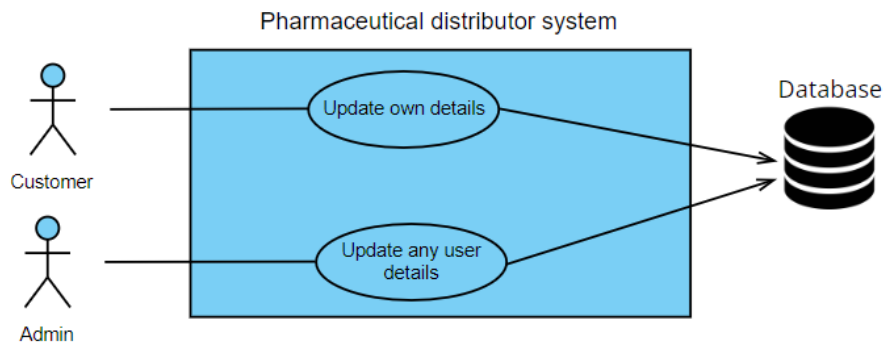 Pharmaceutical distributor system
Update own details
Database
Customer
Update any user
details
Admin